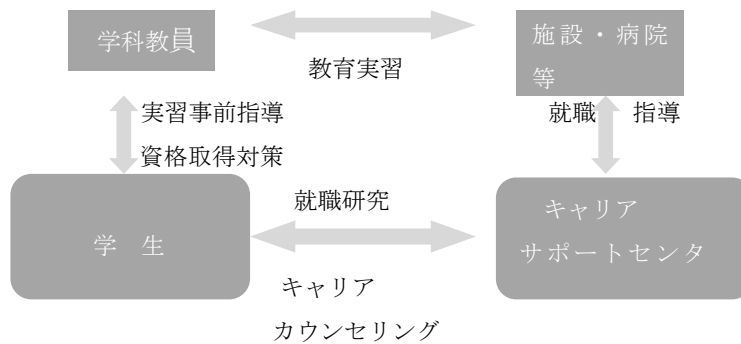 学科教員
施設・病院
等
教育実習
実習事前指導
資格取得対策
就職 指導
学 生
就職研究
キャリア
サポートセンタ
キャリア
カウンセリング